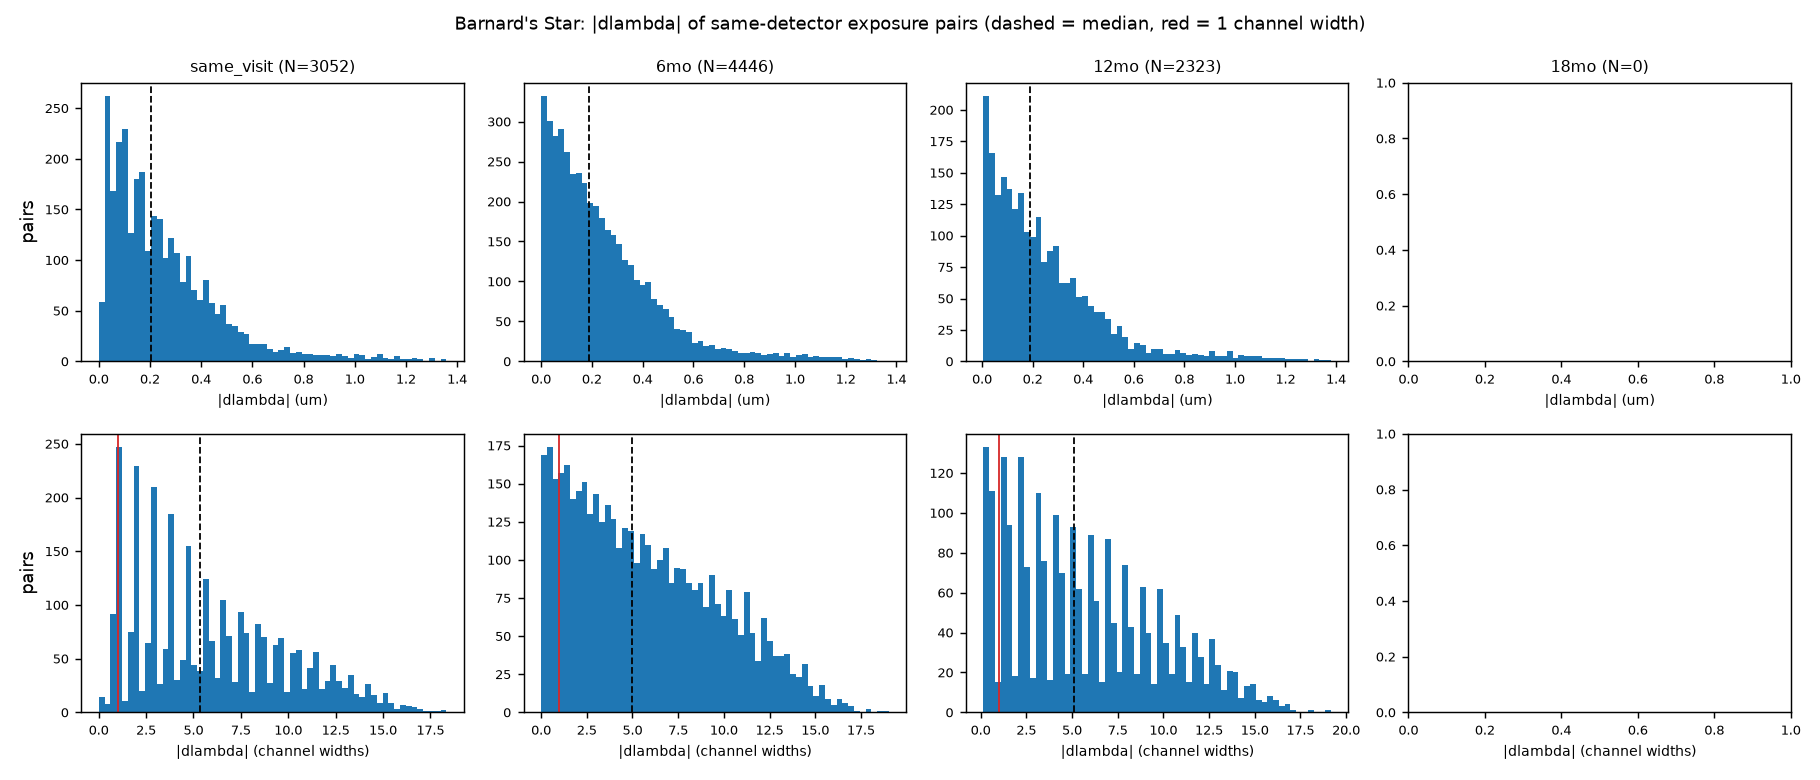 Barnard's Star: |dlambda| of same-detector exposure pairs (dashed = median, red = 1 channel width)
same_visit (N=3052)
6mo (N=4446)
12mo (N=2323)
18mo (N=0)
pairs
250
200
150
100
50
0
0.0 0.2 0.4 0.6 0.8 1.0 1.2 1.4
|dlambda| (um)
300
250
200
150
100
50
0
0.0 0.2 0.4 0.6 0.8 1.0 1.2 1.4
|dlambda| (um)
200
175
150
125
100
75
50
25
0
0.0 0.2 0.4 0.6 0.8 1.0 1.2 1.4
|dlambda| (um)
1.0
0.8
0.6
0.4
0.2
0.0
0.0 0.2 0.4 0.6 0.8 1.0
|dlambda| (um)
pairs
250
200
150
100
50
0
0.0 2.5 5.0 7.5 10.0 12.5 15.0 17.5
|dlambda| (channel widths)
175
150
125
100
75
50
25
0
0.0 2.5 5.0 7.5 10.0 12.5 15.0 17.5
|dlambda| (channel widths)
120
100
80
60
40
20
0
0.0 2.5 5.0 7.5 10.0 12.5 15.0 17.5 20.0
|dlambda| (channel widths)
1.0
0.8
0.6
0.4
0.2
0.0
0.0 0.2 0.4 0.6 0.8 1.0
|dlambda| (channel widths)